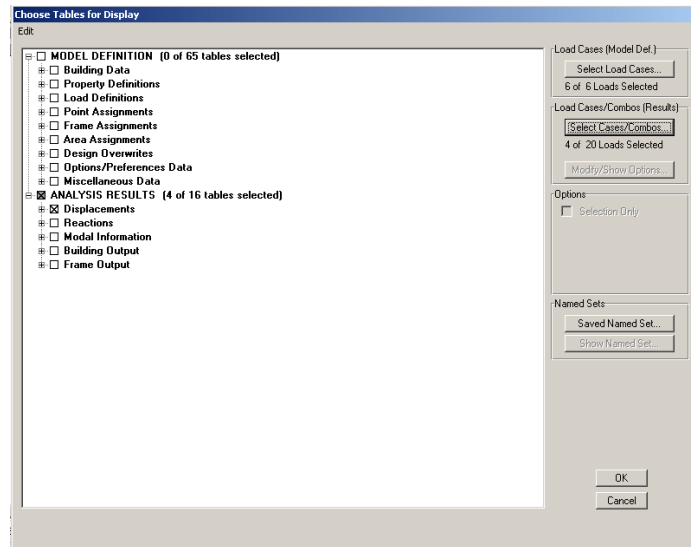 Choose Tables for Display
Edit
MODEL DEFINITION (0 of 65 tables selected)
Building Data
Property Definitions
Load Definitions
Point Assignments
Frame Assignments
Area Assignments
Design Overwrites
Options/Preferences Data
Miscellaneous Data
ANALYSIS RESULTS (4 of 16 tables selected)
Displacements
Reactions
Modal Information
Building Output
Frame Output
Load Cases (Model Def.)
Select Load Cases...
6 of 6 Loads Selected
Load Cases/Combos (Results)
Select Cases/Combos...
4 of 20 Loads Selected
Modify/Show Options...
Options
Selection Only
Named Sets
Saved Named Set...
Show Named Set...
OK
Cancel